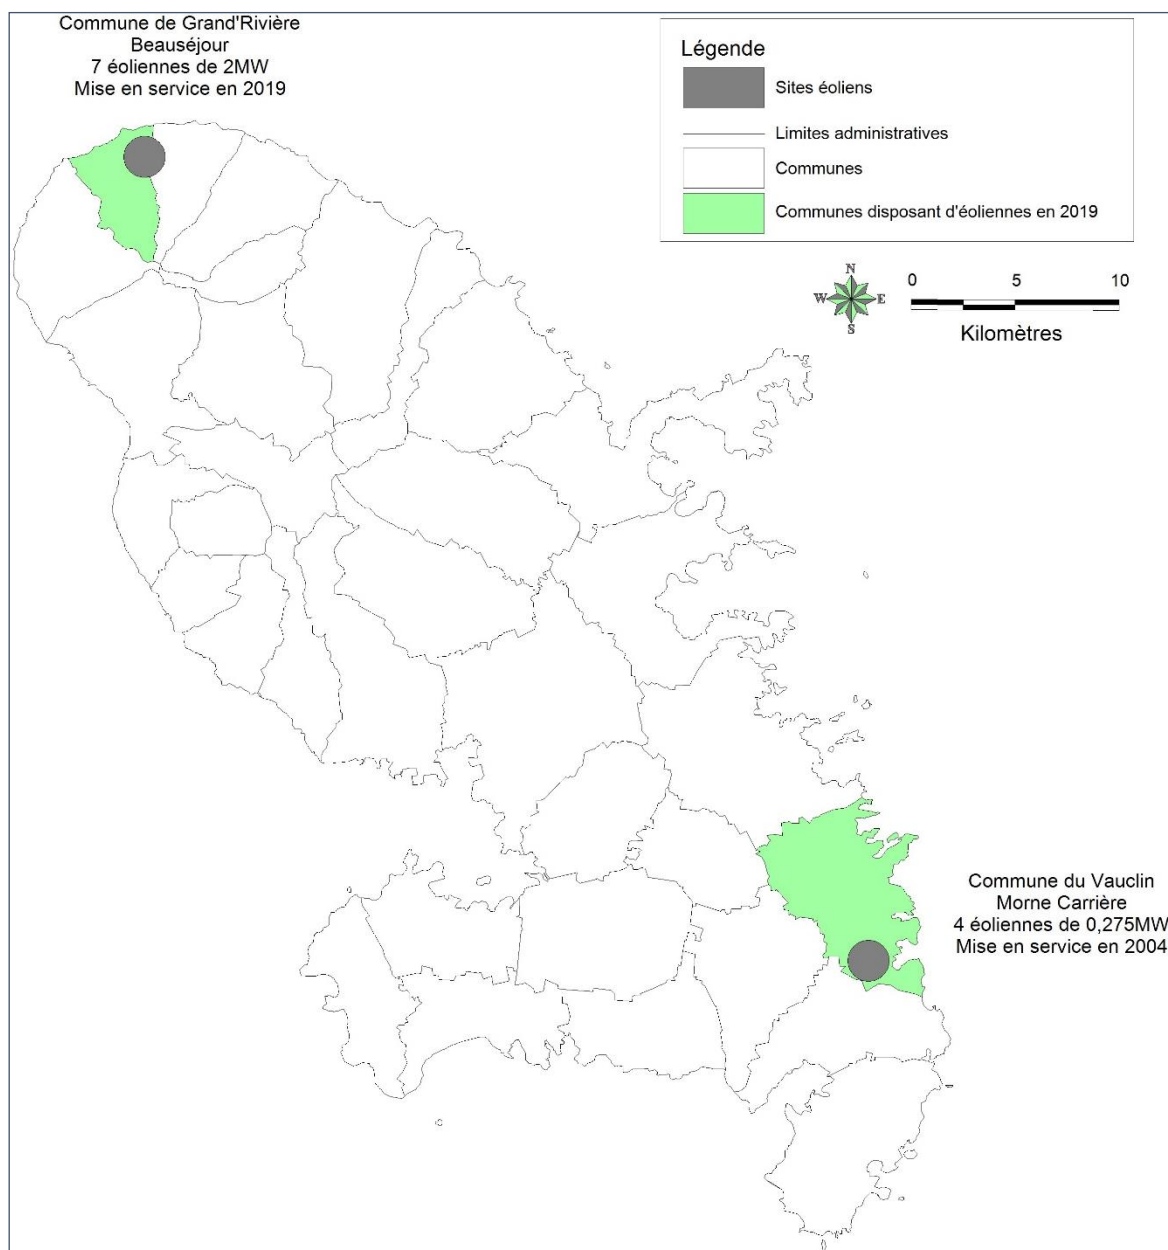 Commune de Grand'Rivière
Beauséjour
7 éoliennes de 2MW
Mise en service en 2019
Légende
Sites éoliens
Limites administratives
Communes
Communes disposant d'éoliennes en 2019
N
W E
S
0 5 10
Kilomètres
Commune du Vauclin
Morne Carrière
4 éoliennes de 0,275MW
Mise en service en 2004